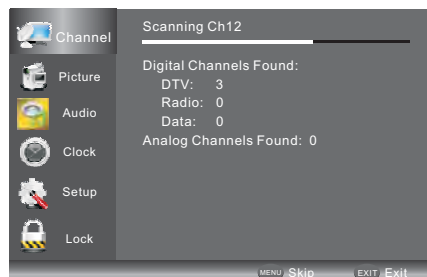 Channel
Picture
Audio
Clock
Setup
Lock
Scanning Ch12
Digital Channels Found:
DTV: 3
Radio: 0
Data: 0
Analog Channels Found: 0
MENU Skip EXIT Exit